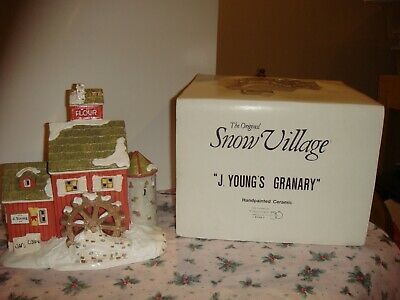 FLOUR
The Original
Snow Village
"J. YOUNG'S GRANARY"
Handpainted Ceramic